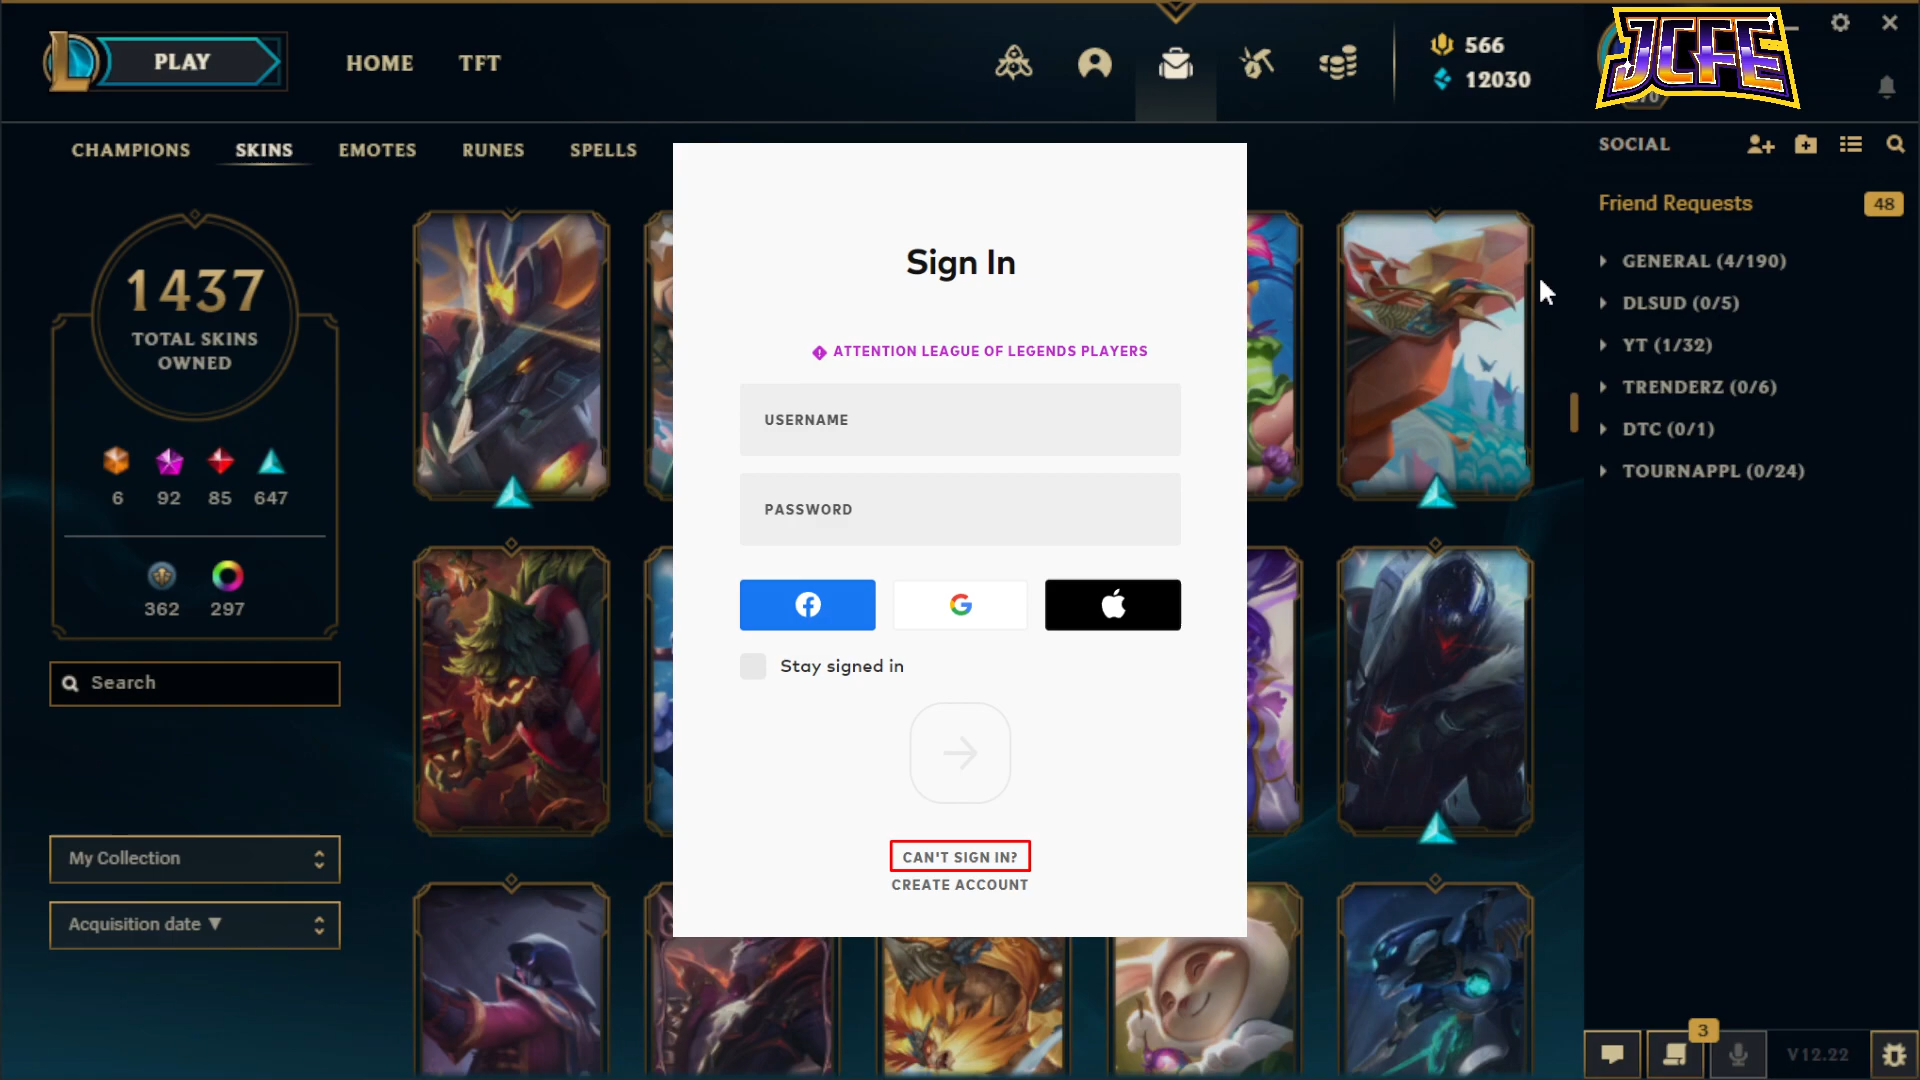 PLAY
HOME
TFT
566
12030
JCFE
CHAMPIONS
SKINS
EMOTES
RUNES
SPELLS
1437
TOTAL SKINS
OWNED
6
92
85
647
362
297
Search
My Collection
Acquisition date ▼
Sign In
ATTENTION LEAGUE OF LEGENDS PLAYERS
USERNAME
PASSWORD
Stay signed in
CAN'T SIGN IN?
CREATE ACCOUNT
SOCIAL
Friend Requests
48
GENERAL (4/190)
DLSUD (0/5)
YT (1/32)
TRENDERZ (0/6)
DTC (0/1)
TOURNAPPL (0/24)
3
V12.22